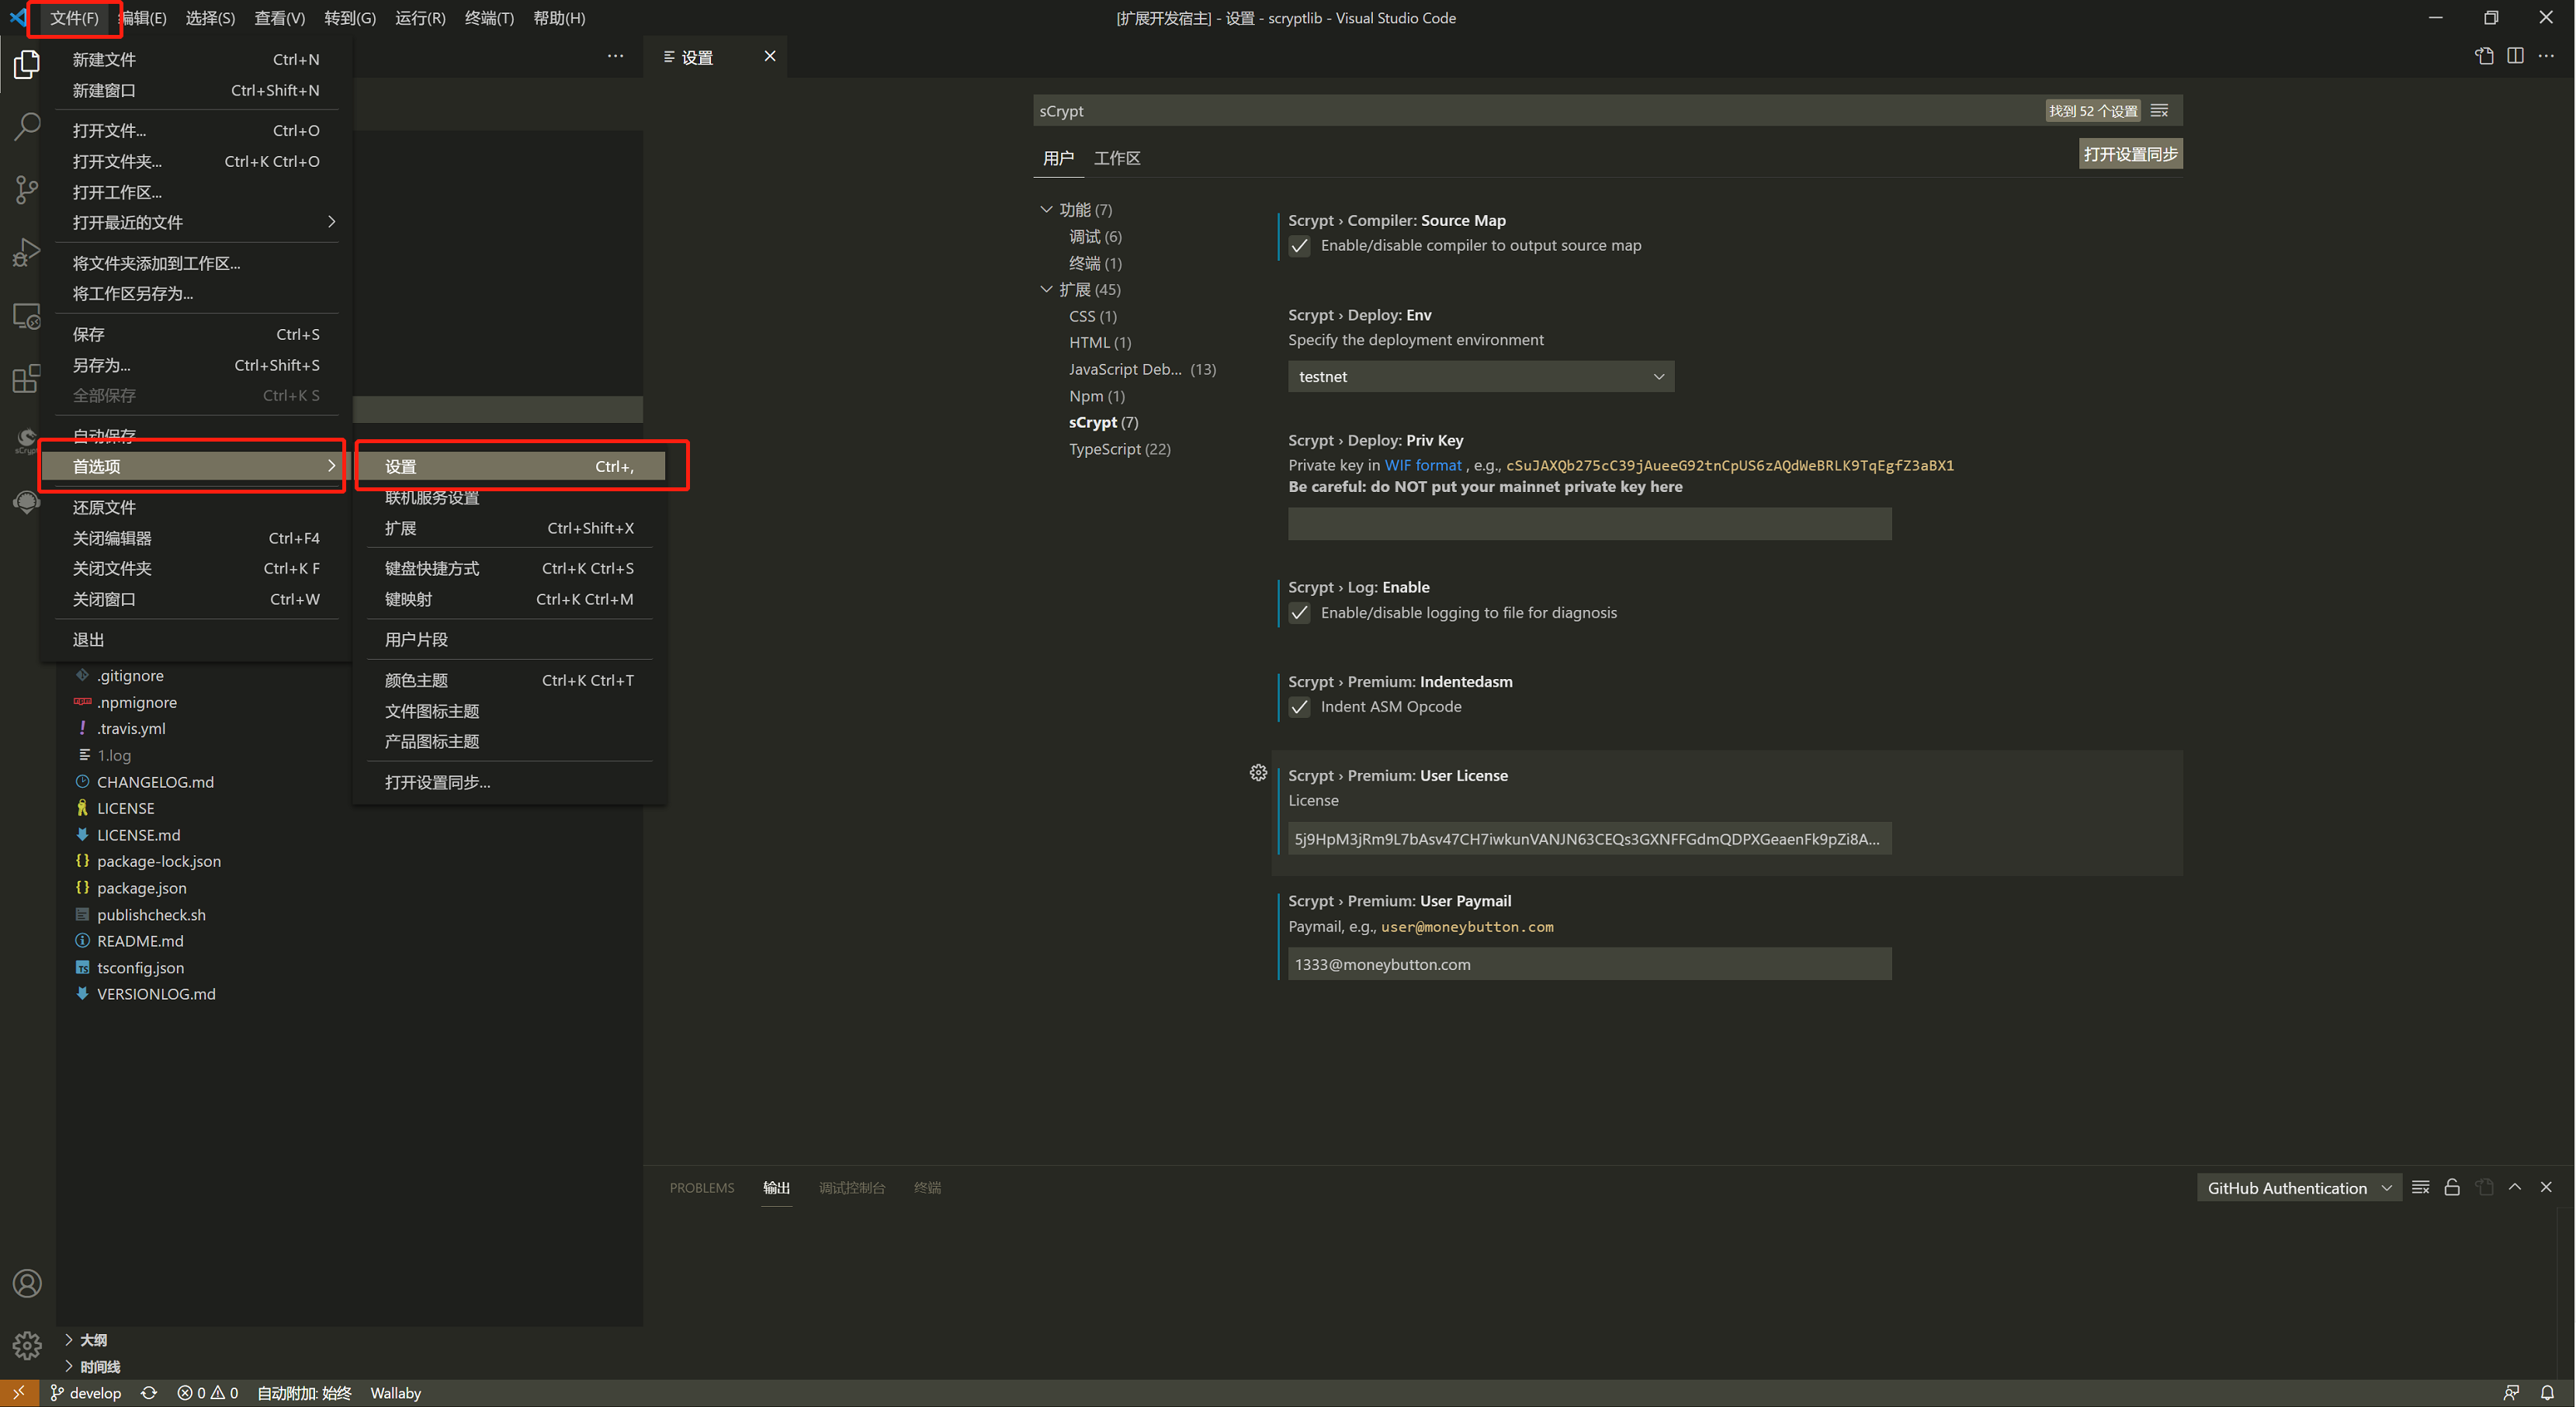 文件(F) 编辑(E) 选择(S) 查看(V) 转到(G) 运行(R) 终端(T) 帮助(H)
[扩展开发宿主] - 设置 - scryptlib - Visual Studio Code
新建文件 Ctrl+N
新建窗口 Ctrl+Shift+N
打开文件... Ctrl+O
打开文件夹... Ctrl+K Ctrl+O
打开工作区...
打开最近的文件
将文件夹添加到工作区...
将工作区另存为...
保存 Ctrl+S
另存为... Ctrl+Shift+S
全部保存 Ctrl+K S
自动保存
首选项
还原文件
关闭编辑器 Ctrl+F4
关闭文件夹 Ctrl+K F
关闭窗口 Ctrl+W
退出
设置 Ctrl+,
联机服务设置
扩展 Ctrl+Shift+X
键盘快捷方式 Ctrl+K Ctrl+S
键映射 Ctrl+K Ctrl+M
用户片段
颜色主题 Ctrl+K Ctrl+T
文件图标主题
产品图标主题
打开设置同步...
.gitignore
.npmignore
.travis.yml
1.log
CHANGELOG.md
LICENSE
LICENSE.md
package-lock.json
package.json
publishcheck.sh
README.md
tsconfig.json
VERSIONLOG.md
大纲
时间线
设置
sCrypt
找到 52 个设置
用户 工作区
打开设置同步
功能 (7)
调试 (6)
终端 (1)
扩展 (45)
CSS (1)
HTML (1)
JavaScript Deb... (13)
Npm (1)
sCrypt (7)
TypeScript (22)
Scrypt › Compiler: Source Map
Enable/disable compiler to output source map
Scrypt › Deploy: Env
Specify the deployment environment
testnet
Scrypt › Deploy: Priv Key
Private key in WIF format , e.g., cSuJAXQb275cC39jAueeG92tnCpUS6zAQdWeBRLK9TqEgfZ3aBX1
Be careful: do NOT put your mainnet private key here
Scrypt › Log: Enable
Enable/disable logging to file for diagnosis
Scrypt › Premium: Indentedasm
Indent ASM Opcode
Scrypt › Premium: User License
License
5j9HpM3jRm9L7bAsv47CH7iwkunVANJN63CEQs3GXNFFGdmQDPXGeaenFk9pZi8A...
Scrypt › Premium: User Paymail
Paymail, e.g., user@moneybutton.com
1333@moneybutton.com
PROBLEMS 输出 调试控制台 终端
GitHub Authentication
develop 0 0 自动附加: 始终 Wallaby